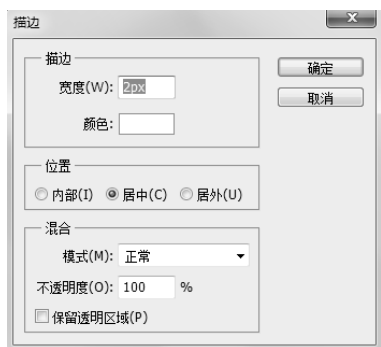 描边
x
描边
宽度(W): 2px
颜色:
确定
取消
位置
内部(I) 居中(C) 居外(U)
混合
模式(M): 正常
不透明度(O): 100 %
保留透明区域(P)